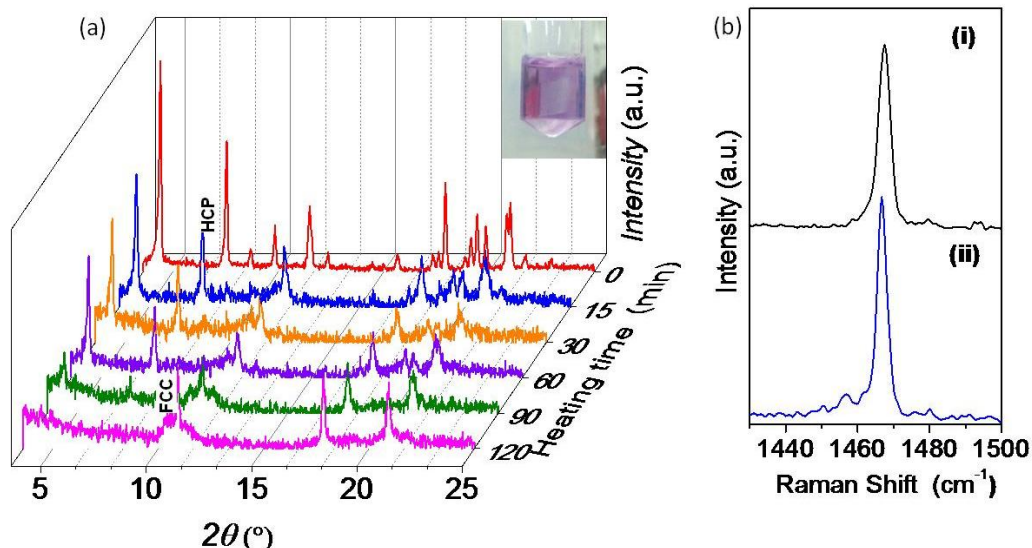 (a)
HCP
FCC
Intensity (a.u.)
0
15
30
60
90
120
Heating time (min)
5
10
15
20
25
2θ (º)
(b)
(i)
(ii)
Intensity (a.u.)
1440
1460
1480
1500
Raman Shift (cm⁻¹)